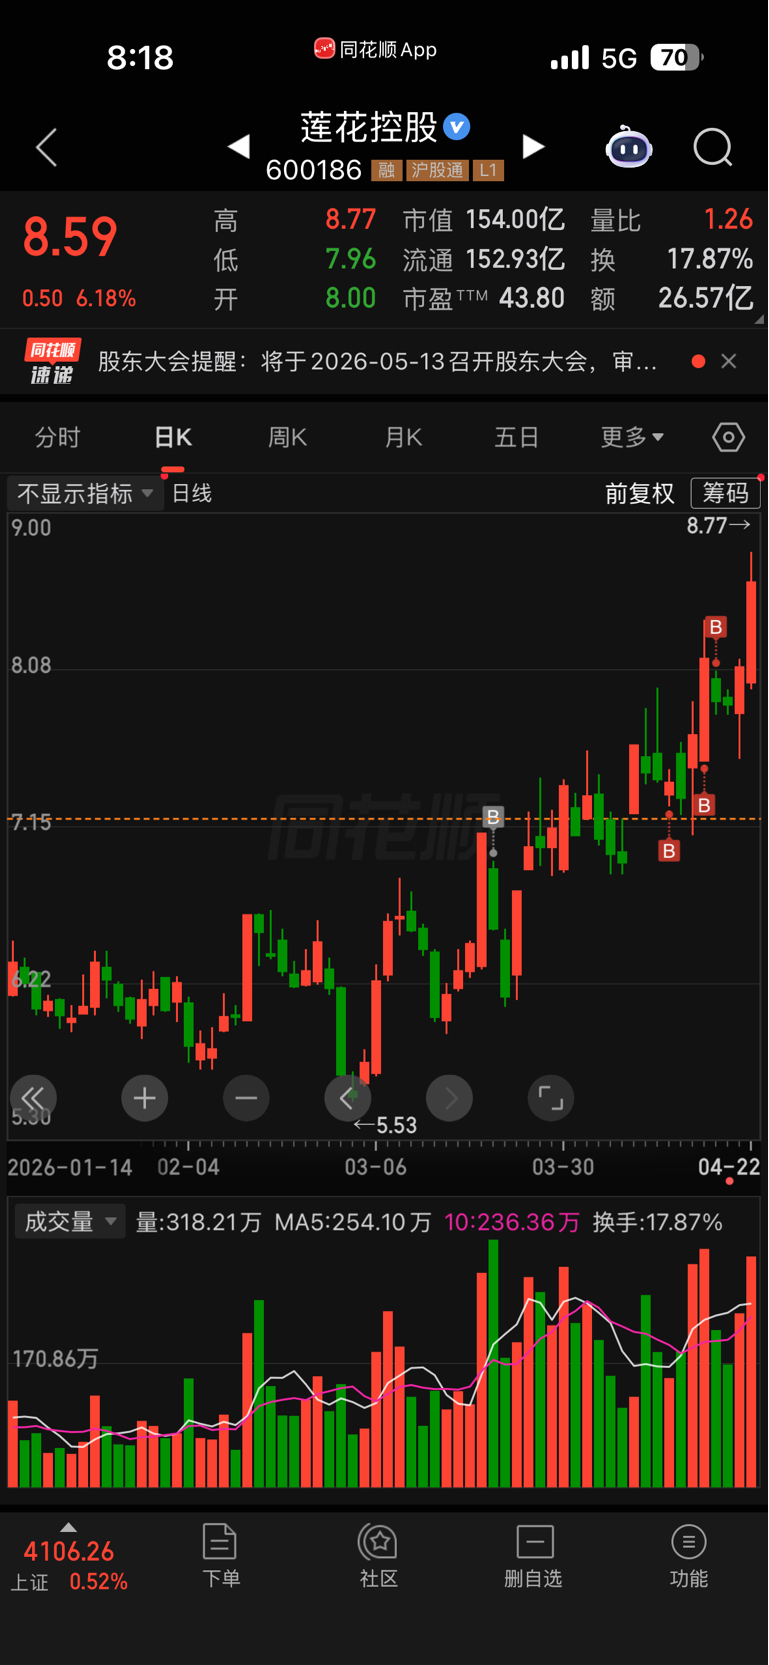 8:18
同花顺App
5G
70
莲花控股
600186 融 沪股通 L1
8.59
0.50 6.18%
高 8.77 市值 154.00亿 量比 1.26
低 7.96 流通 152.93亿 换 17.87%
开 8.00 市盈TTM 43.80 额 26.57亿
同花顺
速递
股东大会提醒：将于2026-05-13召开股东大会，审...
分时 日K 周K 月K 五日 更多
不显示指标 日线 前复权 筹码
9.00
8.77→
B
8.08
B
B
同花顺
7.15
B
6.22
5.30
←5.53
2026-01-14 02-04 03-06 03-30 04-22
成交量 量:318.21万 MA5:254.10万 10:236.36万 换手:17.87%
170.86万
4106.26
上证 0.52%
下单 社区 删自选 功能